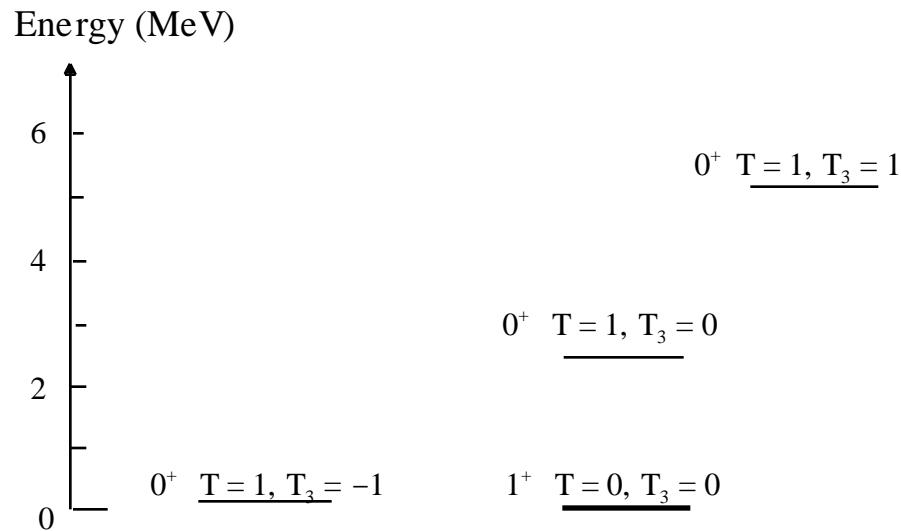 Energy (MeV)
6
0⁺ T = 1, T₃ = 1
4
0⁺ T = 1, T₃ = 0
2
0⁺ T = 1, T₃ = −1
1⁺ T = 0, T₃ = 0
0